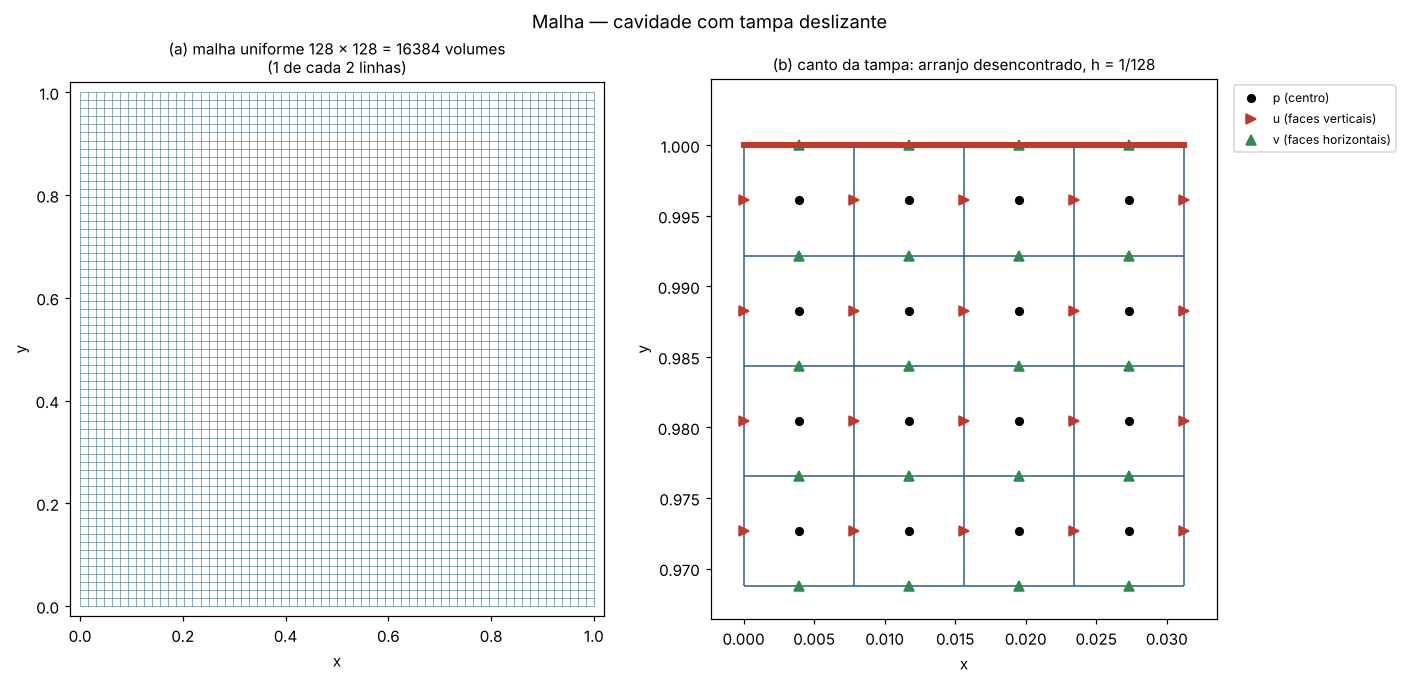 Malha — cavidade com tampa deslizante
(a) malha uniforme 128 × 128 = 16384 volumes
(1 de cada 2 linhas)
1.0
0.8
0.6
0.4
0.2
0.0
y
0.0 0.2 0.4 0.6 0.8 1.0
x
(b) canto da tampa: arranjo desencontrado, h = 1/128
1.000
0.995
0.990
0.985
0.980
0.975
0.970
y
0.000 0.005 0.010 0.015 0.020 0.025 0.030
x
p (centro)
u (faces verticais)
v (faces horizontais)